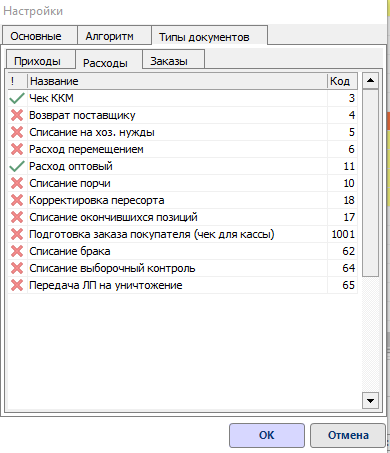 Настройки
Основные Алгоритм Типы документов
Приходы Расходы Заказы
! Название Код
Чек ККМ 3
Возврат поставщику 4
Списание на хоз. нужды 5
Расход перемещением 6
Расход оптовый 11
Списание порчи 10
Корректировка пересорта 18
Списание окончившихся позиций 17
Подготовка заказа покупателя (чек для кассы) 1001
Списание брака 62
Списание выборочный контроль 64
Передача ЛП на уничтожение 65
OK Отмена